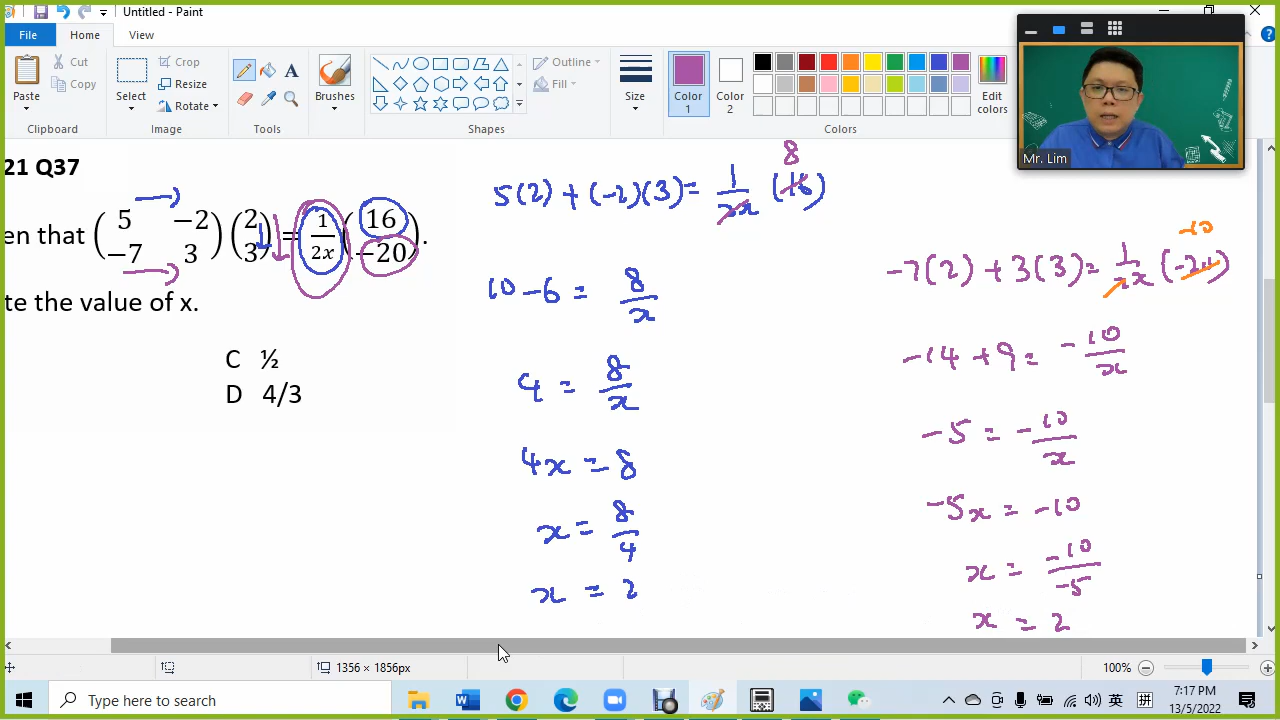 Untitled - Paint
File Home View
Paste
Cut
Copy
Clipboard
Select
Crop
Resize
Rotate
Image
A
Tools
Brushes
Outline
Fill
Shapes
Size
Color 1
Color 2
Edit colors
Colors
Mr. Lim
21 Q37
en that (5 −2 −7 3)(2 3) = 1/2x (16 −20).
te the value of x.
C ½
D 4/3
5(2) + (-2)(3) = 1/2x (16) 8
10 - 6 = 8/x
4 = 8/x
4x = 8
x = 8/4
x = 2
-7(2) + 3(3) = 1/2x (-20) -10
-14 + 9 = -10/x
-5 = -10/x
-5x = -10
x = -10/-5
x = 2
1356 × 1856px
100%
Type here to search
英
拼
7:17 PM
13/5/2022